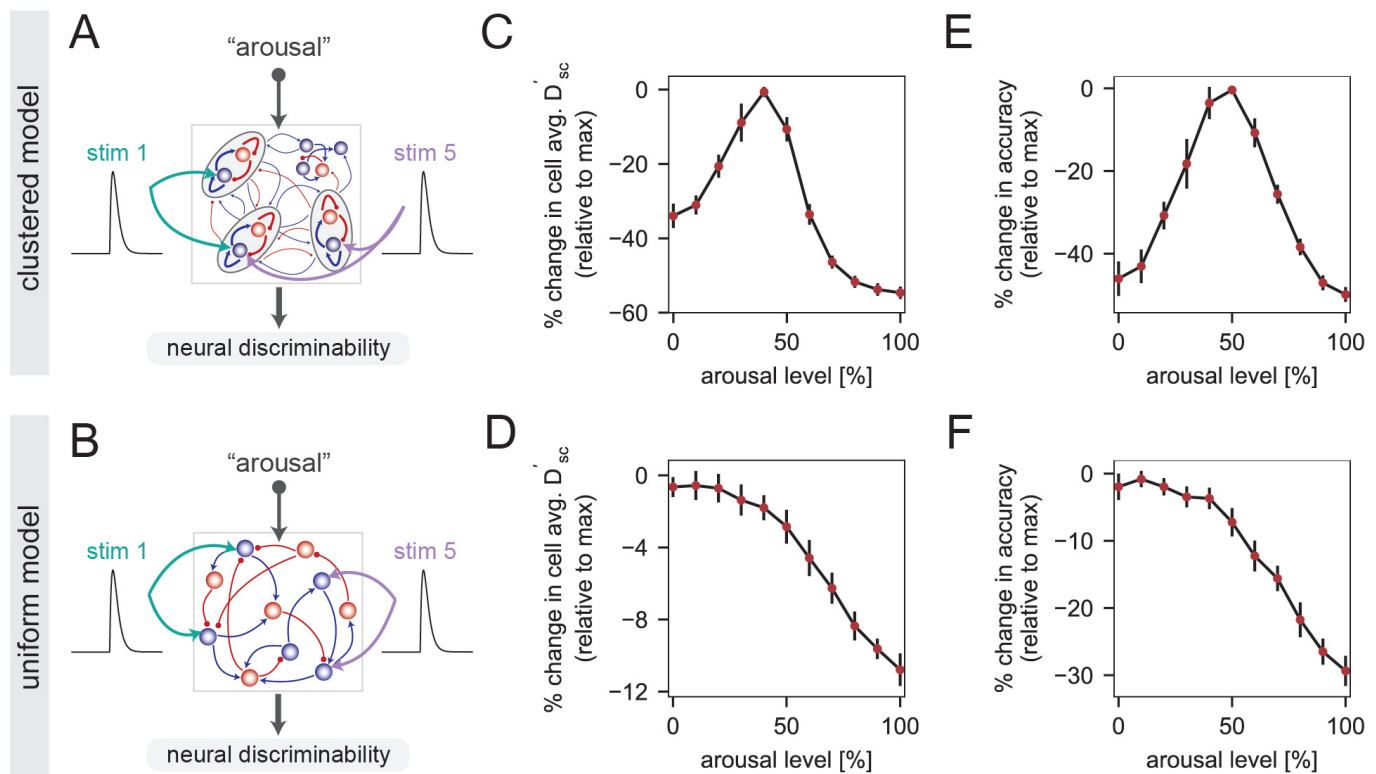 clustered model
A
"arousal"
stim 1
stim 5
neural discriminability
C
% change in cell avg. D′sc
(relative to max)
0
−20
−40
−60
0
50
100
arousal level [%]
E
% change in accuracy
(relative to max)
0
−20
−40
0
50
100
arousal level [%]
uniform model
B
"arousal"
stim 1
stim 5
neural discriminability
D
% change in cell avg. D′sc
(relative to max)
0
−4
−8
−12
0
50
100
arousal level [%]
F
% change in accuracy
(relative to max)
0
−10
−20
−30
0
50
100
arousal level [%]